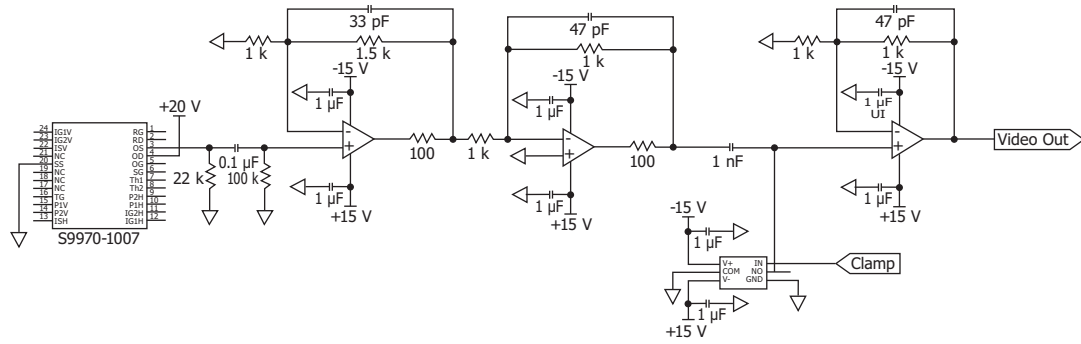 33 pF
1 k
1.5 k
-15 V
1 µF
47 pF
1 k
-15 V
1 µF
47 pF
1 k
1 k
-15 V
1 µF
UI
+20 V
24
23
22
21
20
19
18
17
16
15
14
13
IG1V
IG2V
ISV
NC
SS
NC
NC
NC
TG
P1V
P2V
ISH
RG
RD
OS
OD
OG
SG
Th1
Th2
P2H
P1H
IG2H
IG1H
1
2
3
4
5
6
7
8
9
10
11
12
S9970-1007
22 k
0.1 µF
100 k
-
+
1 µF
+15 V
100
1 k
-
+
1 µF
+15 V
100
1 nF
-
+
1 µF
+15 V
Video Out
-15 V
1 µF
V+
COM
V-
IN
NO
GND
Clamp
1 µF
+15 V